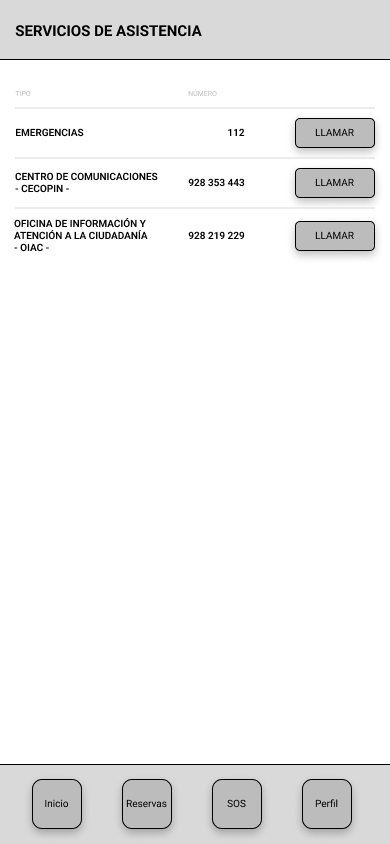 SERVICIOS DE ASISTENCIA
TIPO NÚMERO
EMERGENCIAS 112 LLAMAR
CENTRO DE COMUNICACIONES
- CECOPIN - 928 353 443 LLAMAR
OFICINA DE INFORMACIÓN Y
ATENCIÓN A LA CIUDADANÍA 928 219 229 LLAMAR
- OIAC -
Inicio Reservas SOS Perfil